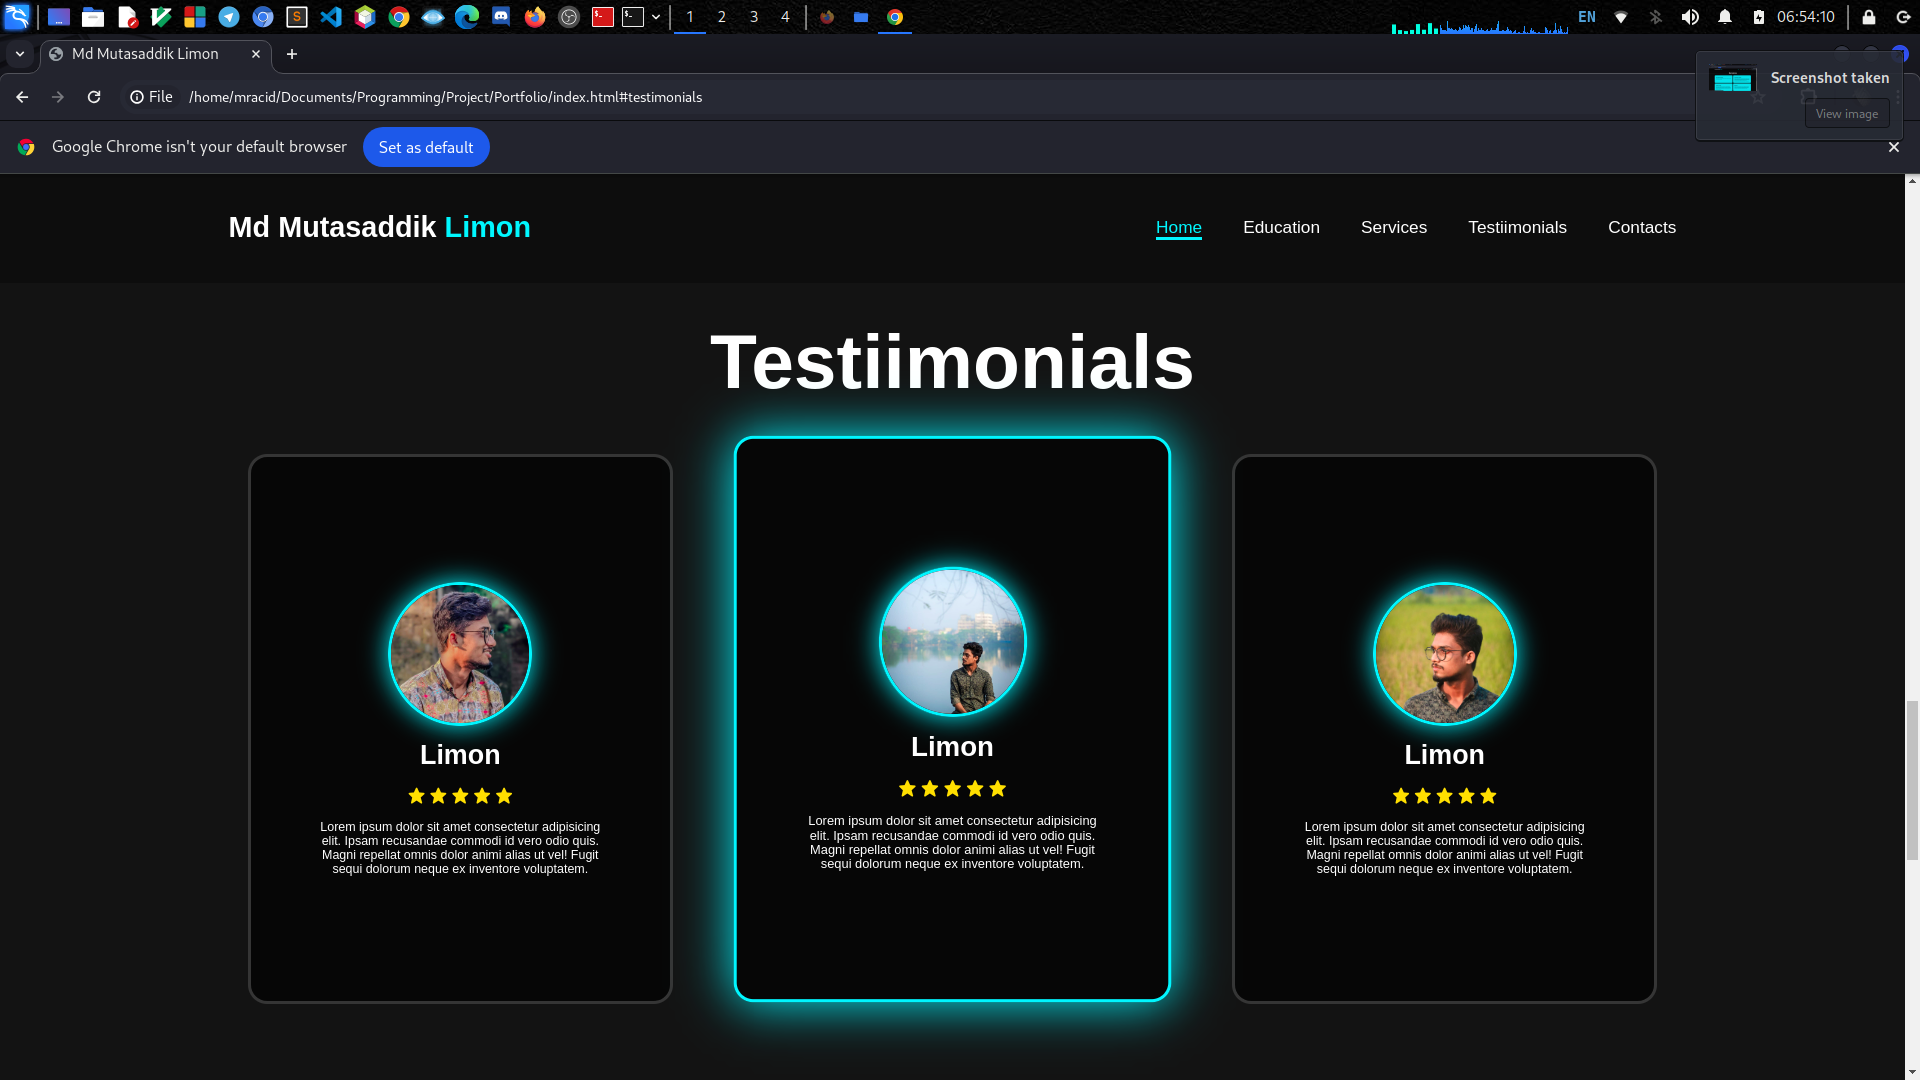 1 2 3 4 EN 06:54:10
Md Mutasaddik Limon
Screenshot taken
File /home/mracid/Documents/Programming/Project/Portfolio/index.html#testimonials
View image
Google Chrome isn't your default browser Set as default
Md Mutasaddik Limon Home Education Services Testiimonials Contacts
Testiimonials
Limon
Lorem ipsum dolor sit amet consectetur adipisicing
elit. Ipsam recusandae commodi id vero odio quis.
Magni repellat omnis dolor animi alias ut vel! Fugit
sequi dolorum neque ex inventore voluptatem.
Limon
Lorem ipsum dolor sit amet consectetur adipisicing
elit. Ipsam recusandae commodi id vero odio quis.
Magni repellat omnis dolor animi alias ut vel! Fugit
sequi dolorum neque ex inventore voluptatem.
Limon
Lorem ipsum dolor sit amet consectetur adipisicing
elit. Ipsam recusandae commodi id vero odio quis.
Magni repellat omnis dolor animi alias ut vel! Fugit
sequi dolorum neque ex inventore voluptatem.